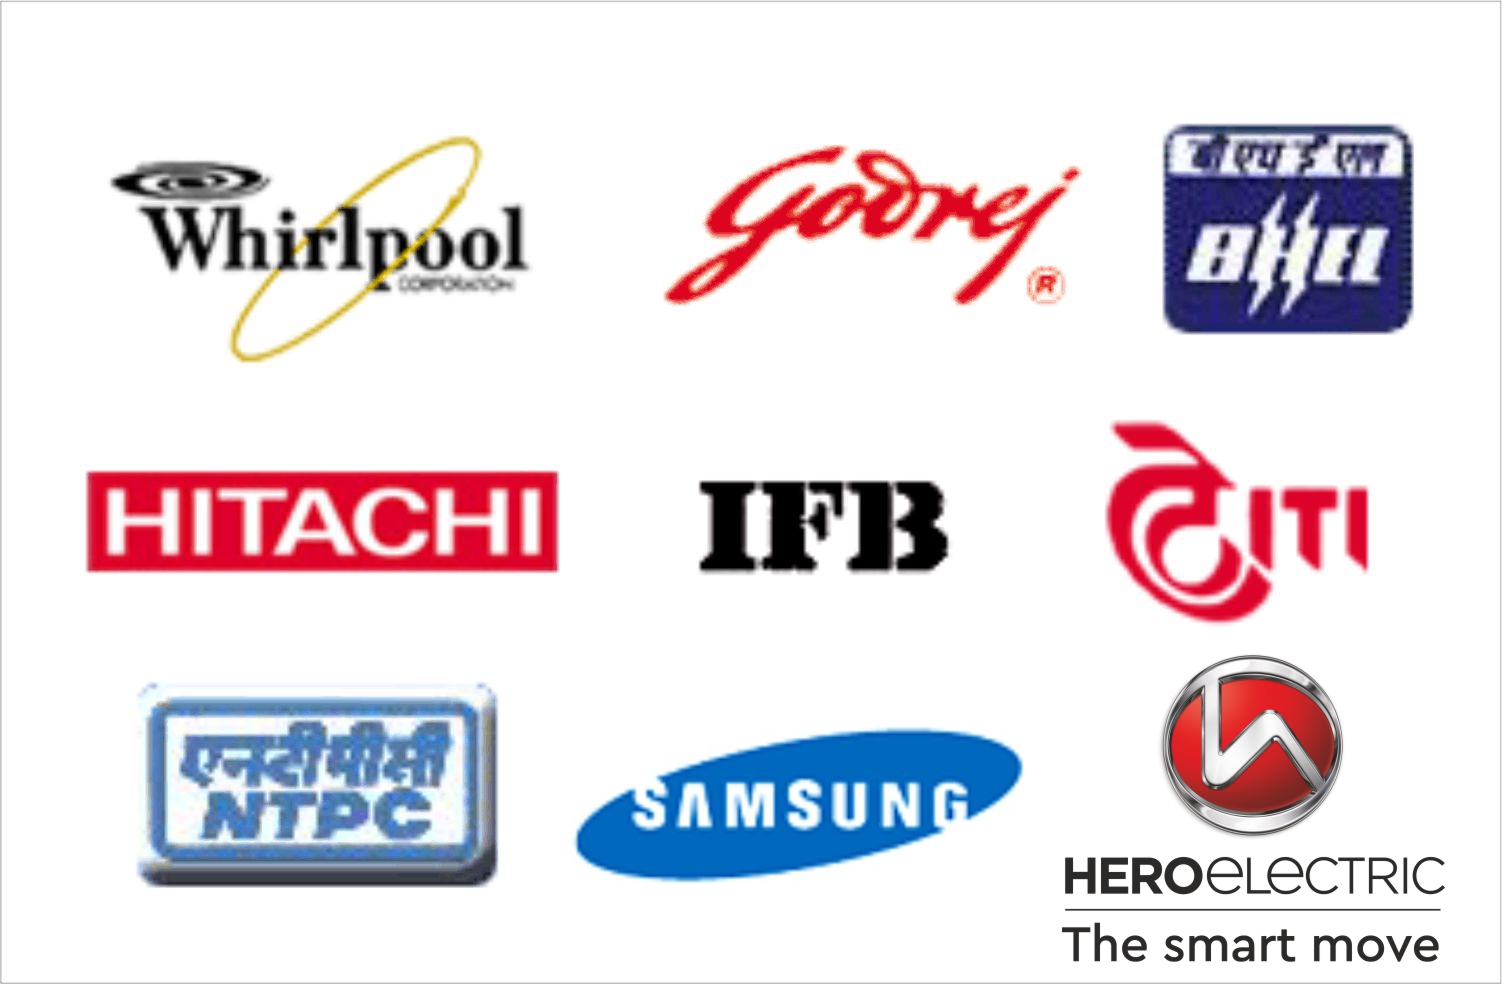 Whirlpool
CORPORATION
Godrej
®
बी एच ई एल
BHEL
HITACHI
IFB
ITI
एनटीपीसी
NTPC
SAMSUNG
HEROELECTRIC
The smart move